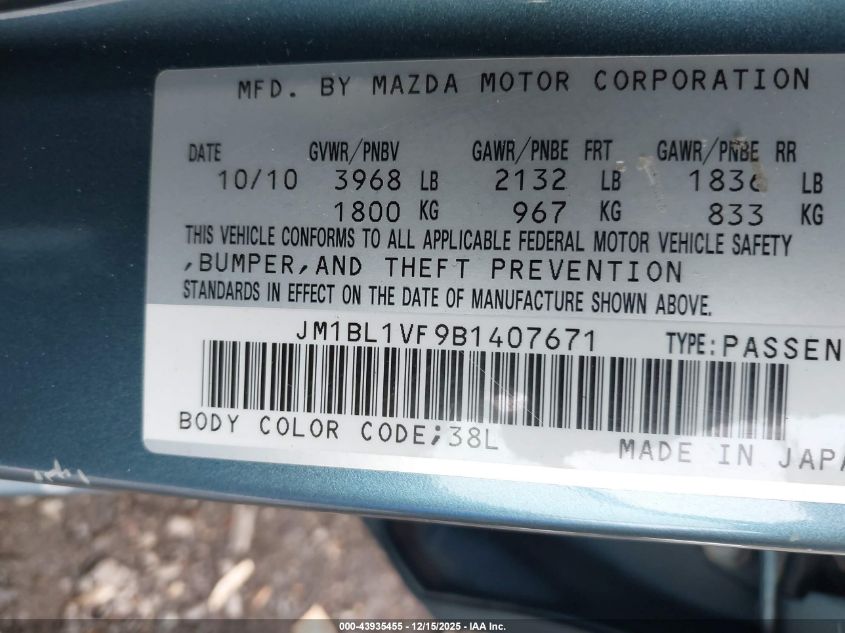 MFD. BY MAZDA MOTOR CORPORATION
DATE GVWR/PNBV GAWR/PNBE FRT GAWR/PNBE RR
10/10 3968 LB 2132 LB 1836 LB
1800 KG 967 KG 833 KG
THIS VEHICLE CONFORMS TO ALL APPLICABLE FEDERAL MOTOR VEHICLE SAFETY
,BUMPER,AND THEFT PREVENTION
STANDARDS IN EFFECT ON THE DATE OF MANUFACTURE SHOWN ABOVE.
JM1BL1VF9B1407671 TYPE:PASSEN
BODY COLOR CODE;38L MADE IN JAPA
000-43935455 - 12/15/2025 - IAA Inc.